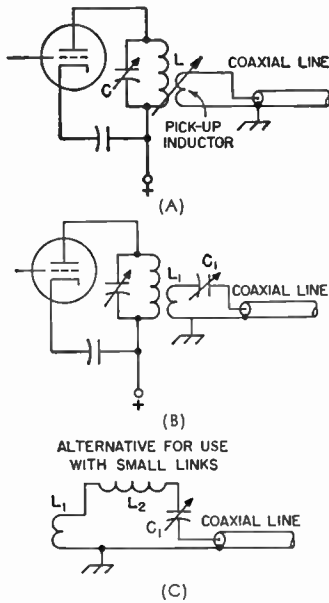 C
L
COAXIAL LINE
PICK-UP
INDUCTOR
+
(A)
L1
C1
COAXIAL LINE
+
(B)
ALTERNATIVE FOR USE
WITH SMALL LINKS
L1
L2
C1
COAXIAL LINE
(C)